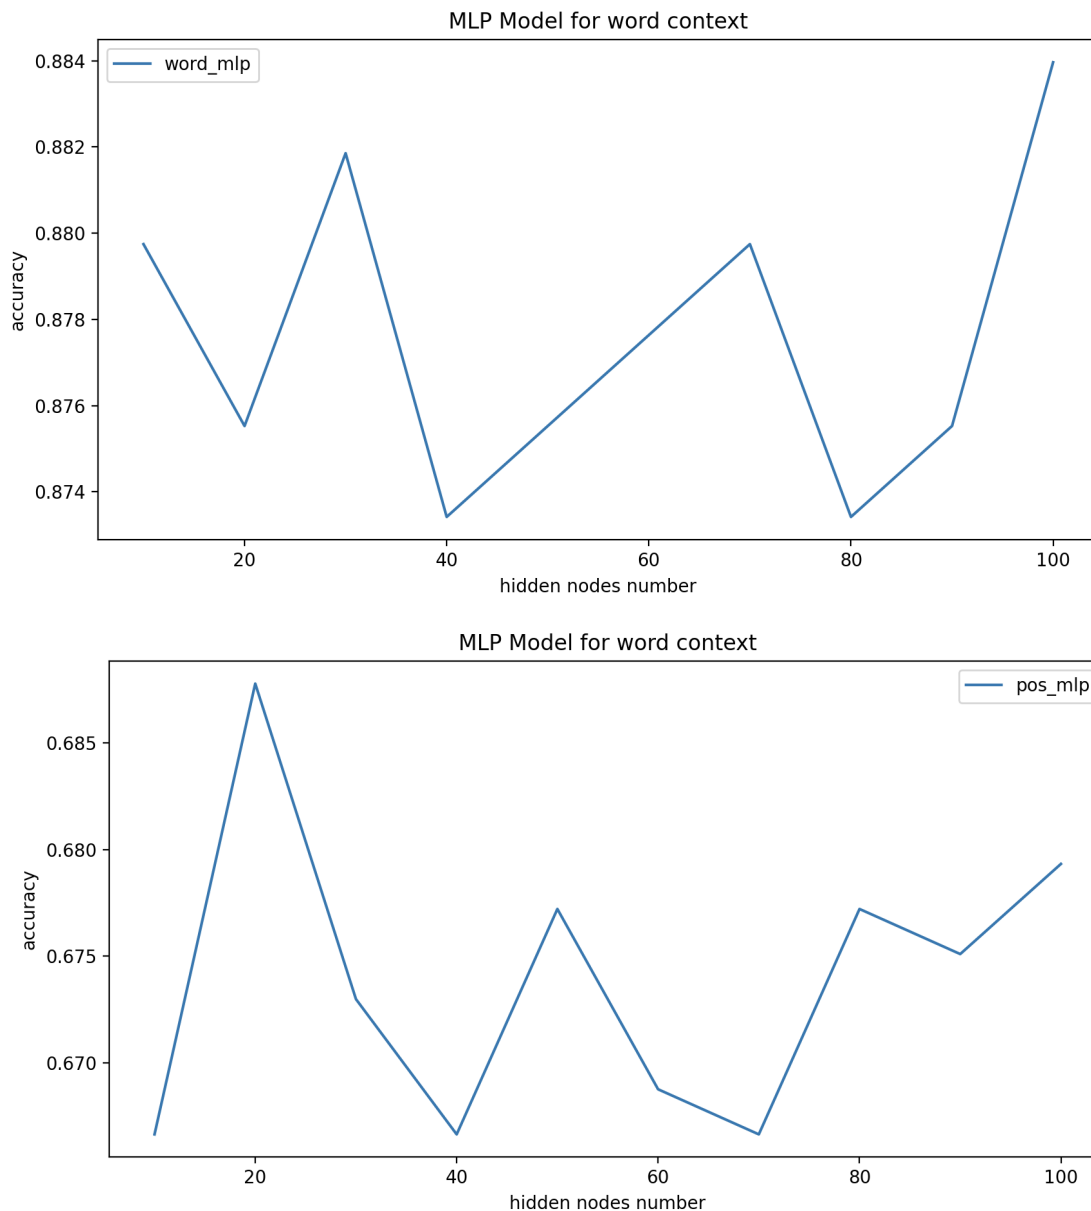 MLP Model for word context
word_mlp
0.884
0.882
0.880
0.878
0.876
0.874
accuracy
20 40 60 80 100
hidden nodes number
MLP Model for word context
pos_mlp
0.685
0.680
0.675
0.670
accuracy
20 40 60 80 100
hidden nodes number